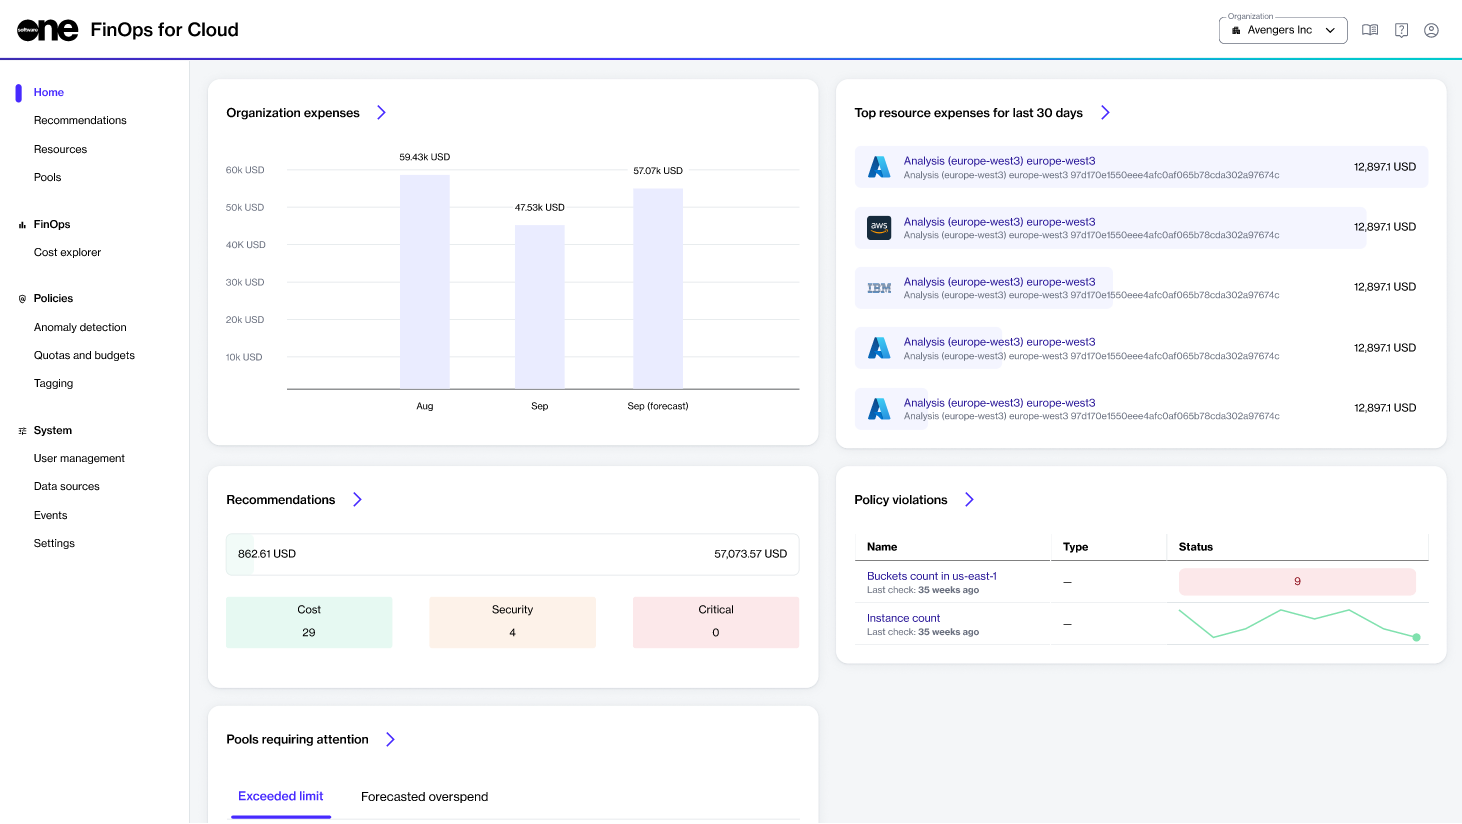 software one FinOps for Cloud
Organization
Avengers Inc
Home
Recommendations
Resources
Pools
FinOps
Cost explorer
Policies
Anomaly detection
Quotas and budgets
Tagging
System
User management
Data sources
Events
Settings
Organization expenses
59.43k USD
57.07k USD
47.53k USD
60k USD
50k USD
40K USD
30k USD
20k USD
10k USD
Aug
Sep
Sep (forecast)
Top resource expenses for last 30 days
Analysis (europe-west3) europe-west3
Analysis (europe-west3) europe-west3 97d170e1550eee4afc0af065b78cda302a97674c
12,897.1 USD
aws
Analysis (europe-west3) europe-west3
Analysis (europe-west3) europe-west3 97d170e1550eee4afc0af065b78cda302a97674c
12,897.1 USD
IBM
Analysis (europe-west3) europe-west3
Analysis (europe-west3) europe-west3 97d170e1550eee4afc0af065b78cda302a97674c
12,897.1 USD
Analysis (europe-west3) europe-west3
Analysis (europe-west3) europe-west3 97d170e1550eee4afc0af065b78cda302a97674c
12,897.1 USD
Analysis (europe-west3) europe-west3
Analysis (europe-west3) europe-west3 97d170e1550eee4afc0af065b78cda302a97674c
12,897.1 USD
Recommendations
862.61 USD
57,073.57 USD
Cost
29
Security
4
Critical
0
Policy violations
Name Type Status
Buckets count in us-east-1
Last check: 35 weeks ago
—
9
Instance count
Last check: 35 weeks ago
—
Pools requiring attention
Exceeded limit
Forecasted overspend